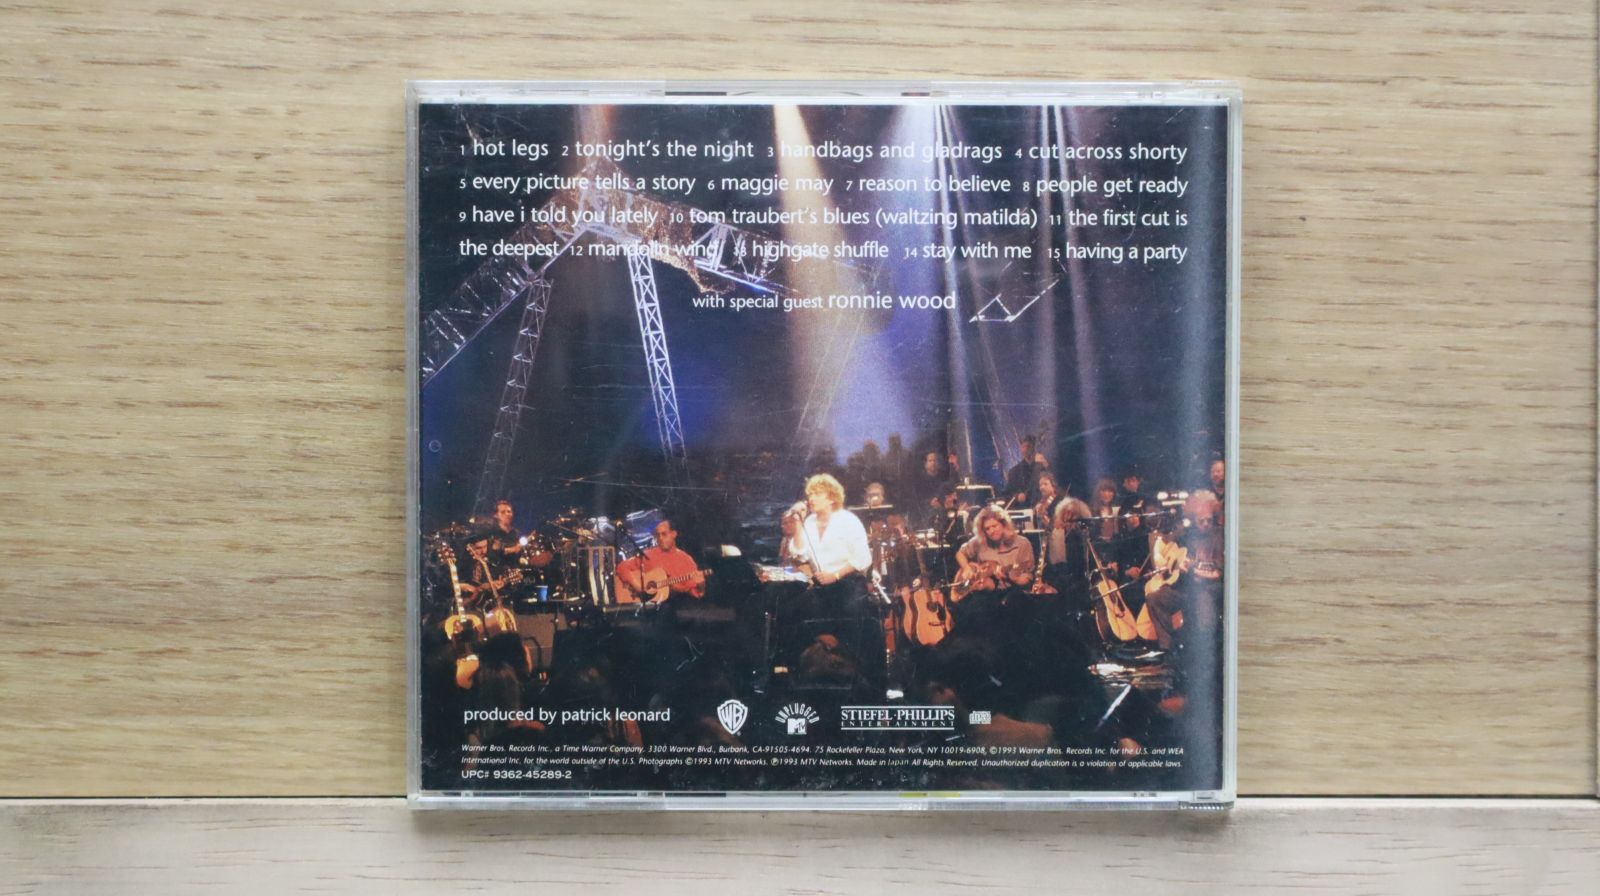 1 hot legs 2 tonight's the night 3 handbags and gladrags 4 cut across shorty
5 every picture tells a story 6 maggie may 7 reason to believe 8 people get ready
9 have i told you lately 10 tom traubert's blues (waltzing matilda) 11 the first cut is
the deepest 12 mandolin wind 13 highgate shuffle 14 stay with me 15 having a party
with special guest ronnie wood
produced by patrick leonard
WB
UNPLUGGED
MTV
STIEFEL·PHILLIPS
ENTERTAINMENT
Warner Bros. Records Inc., a Time Warner Company. 3300 Warner Blvd., Burbank, CA-91505-4694. 75 Rockefeller Plaza, New York, NY 10019-6908, ©1993 Warner Bros. Records Inc. for the U.S. and WEA
International Inc. for the world outside of the U.S. Photographs ©1993 MTV Networks. ℗1993 MTV Networks. Made in Japan All Rights Reserved. Unauthorized duplication is a violation of applicable laws.
UPC# 9362-45289-2